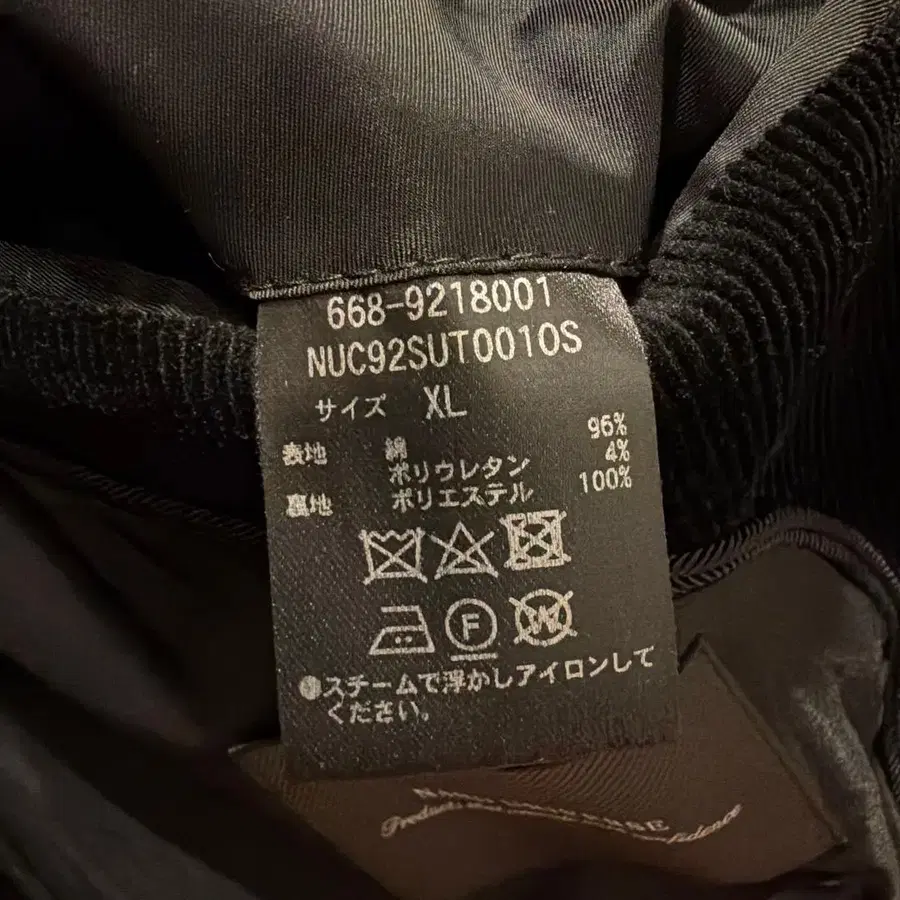 668-9218001
NUC92SUT0010S
サイズ XL
表地 綿 96%
ポリウレタン 4%
裏地 ポリエステル 100%
F
W
●スチームで浮かしアイロンして
ください。